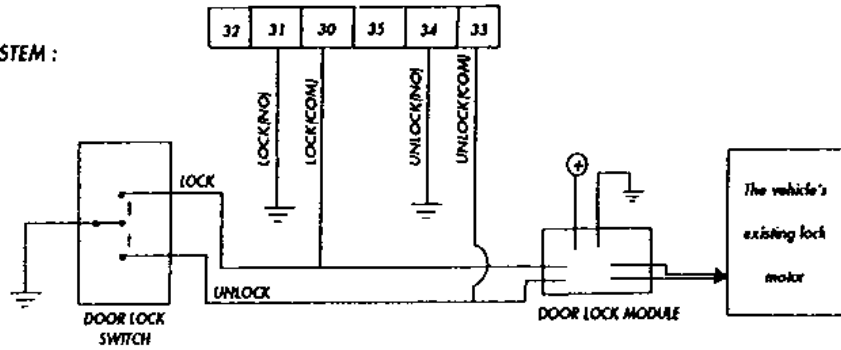 32 31 30 35 34 33
STEM :
LOCK(NO)
LOCK(COM)
UNLOCK(NO)
UNLOCK(COM)
LOCK
UNLOCK
+
The vehicle's
existing lock
motor
DOOR LOCK
SWITCH
DOOR LOCK MODULE